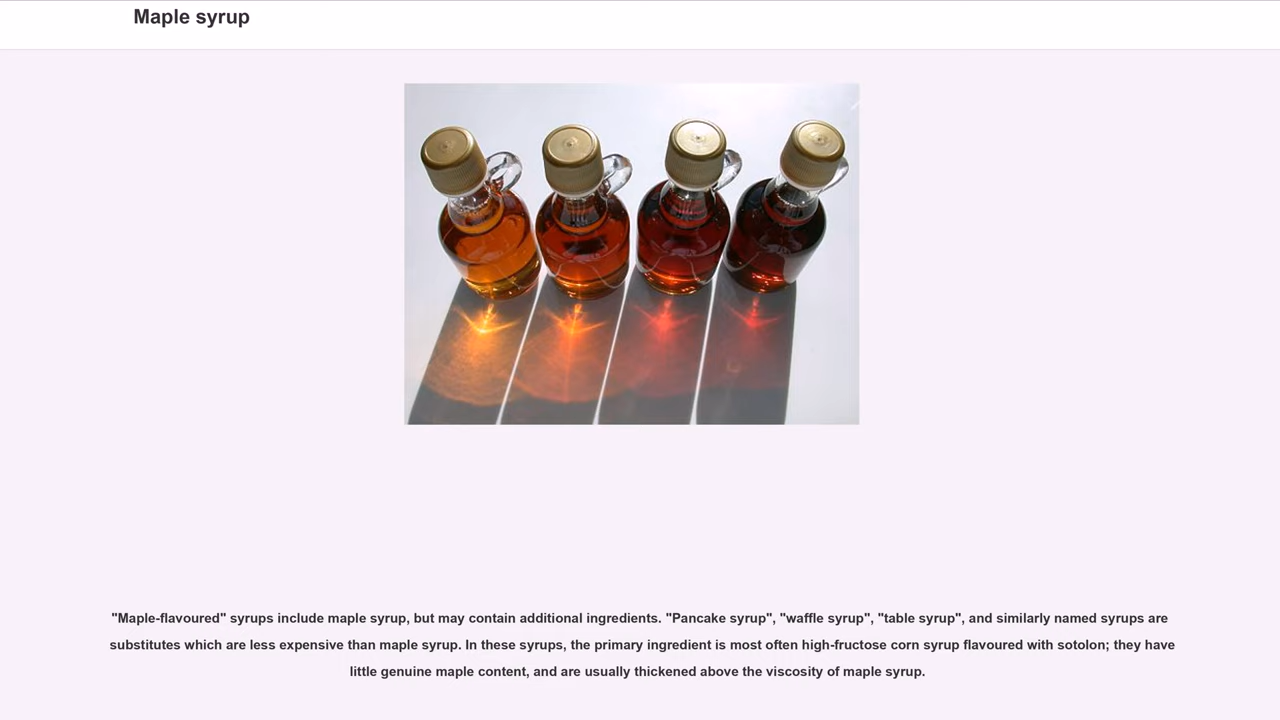 Maple syrup
"Maple-flavoured" syrups include maple syrup, but may contain additional ingredients. "Pancake syrup", "waffle syrup", "table syrup", and similarly named syrups are
substitutes which are less expensive than maple syrup. In these syrups, the primary ingredient is most often high-fructose corn syrup flavoured with sotolon; they have
little genuine maple content, and are usually thickened above the viscosity of maple syrup.